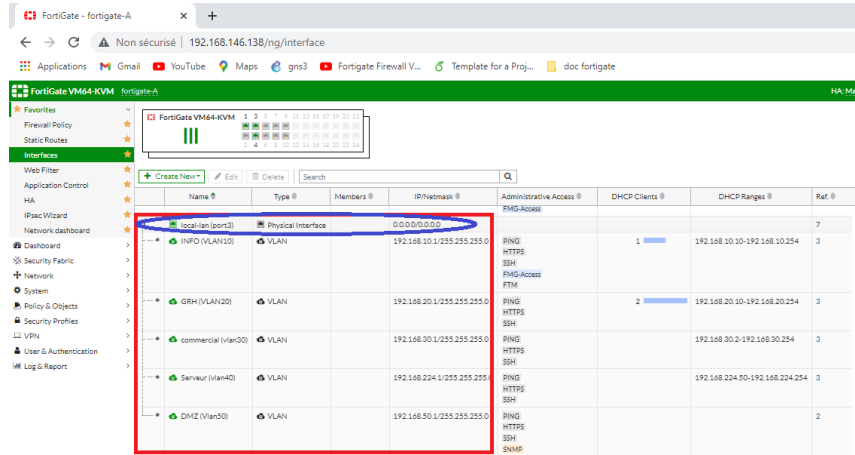 FortiGate - fortigate-A
Non sécurisé | 192.168.146.138/ng/interface
Applications Gmail YouTube Maps gns3 Fortigate Firewall V... Template for a Proj... doc fortigate
FortiGate VM64-KVM fortigate-A HA: Ma
Favorites
Firewall Policy
Static Routes
Interfaces
Web Filter
Application Control
HA
IPsec Wizard
Network dashboard
Dashboard
Security Fabric
Network
System
Policy & Objects
Security Profiles
VPN
User & Authentication
Log & Report
FortiGate VM64-KVM 1 3 5 7 9 11 13 15 17 19 21 23
2 4 6 8 10 12 14 16 18 20 22 24
Create New Edit Delete Search
Name Type Members IP/Netmask Administrative Access DHCP Clients DHCP Ranges Ref.
FMG-Access
local-lan (port3) Physical Interface 0.0.0.0/0.0.0.0 7
INFO (VLAN10) VLAN 192.168.10.1/255.255.255.0 PING 1 192.168.10.10-192.168.10.254 3
HTTPS
SSH
FMG-Access
FTM
GRH (VLAN20) VLAN 192.168.20.1/255.255.255.0 PING 2 192.168.20.10-192.168.20.254 3
HTTPS
SSH
commercial (vlan30) VLAN 192.168.30.1/255.255.255.0 PING 192.168.30.2-192.168.30.254 3
HTTPS
SSH
Serveur (vlan40) VLAN 192.168.224.1/255.255.255. PING 192.168.224.50-192.168.224.254 3
HTTPS
SSH
DMZ (Vlan50) VLAN 192.168.50.1/255.255.255.0 PING 2
HTTPS
SSH
SNMP